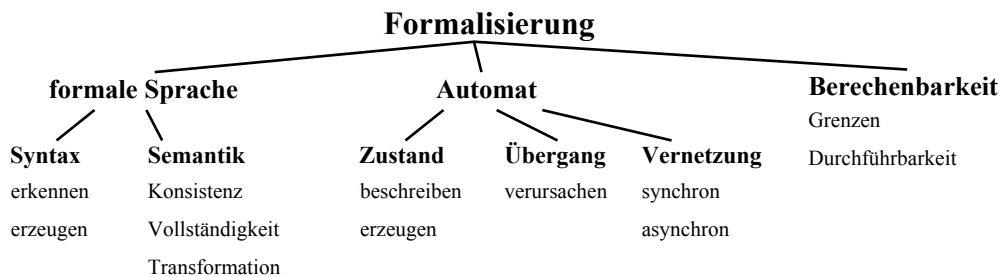 Formalisierung
formale Sprache
Automat
Berechenbarkeit
Grenzen
Durchführbarkeit
Syntax
erkennen
erzeugen
Semantik
Konsistenz
Vollständigkeit
Transformation
Zustand
beschreiben
erzeugen
Übergang
verursachen
Vernetzung
synchron
asynchron